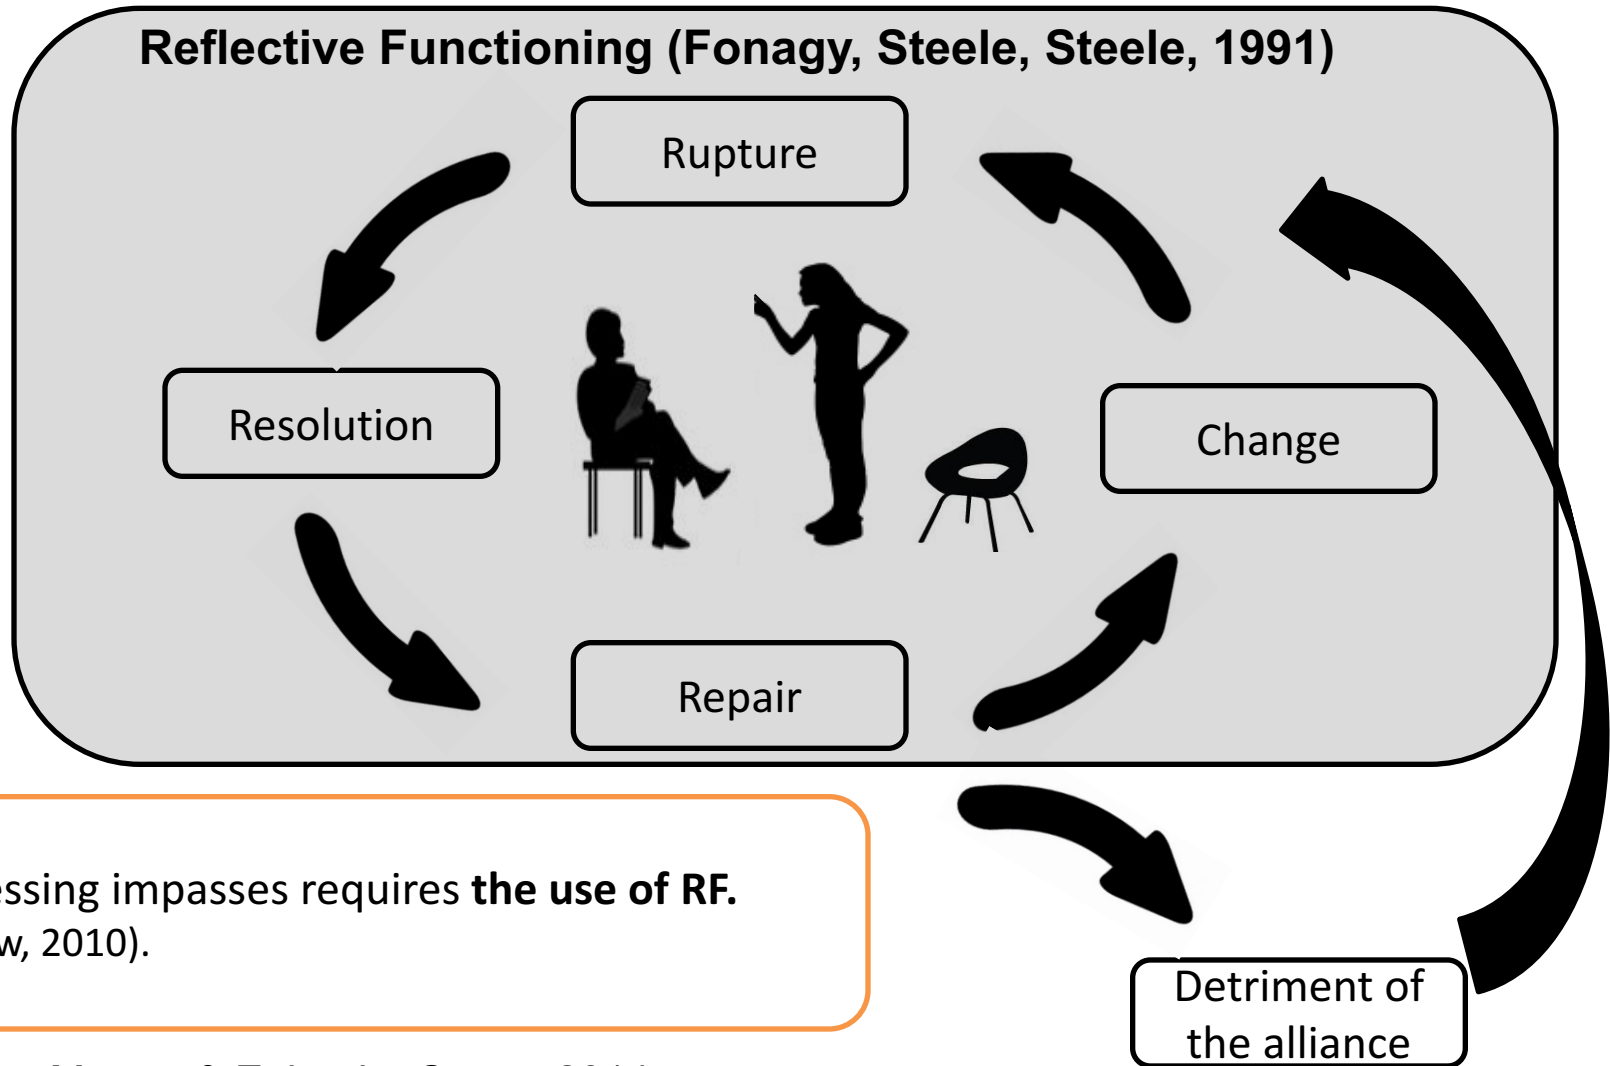 Reflective Functioning (Fonagy, Steele, Steele, 1991)
Rupture
Resolution
Change
Repair
essing impasses requires the use of RF.
w, 2010).
Detriment of
the alliance